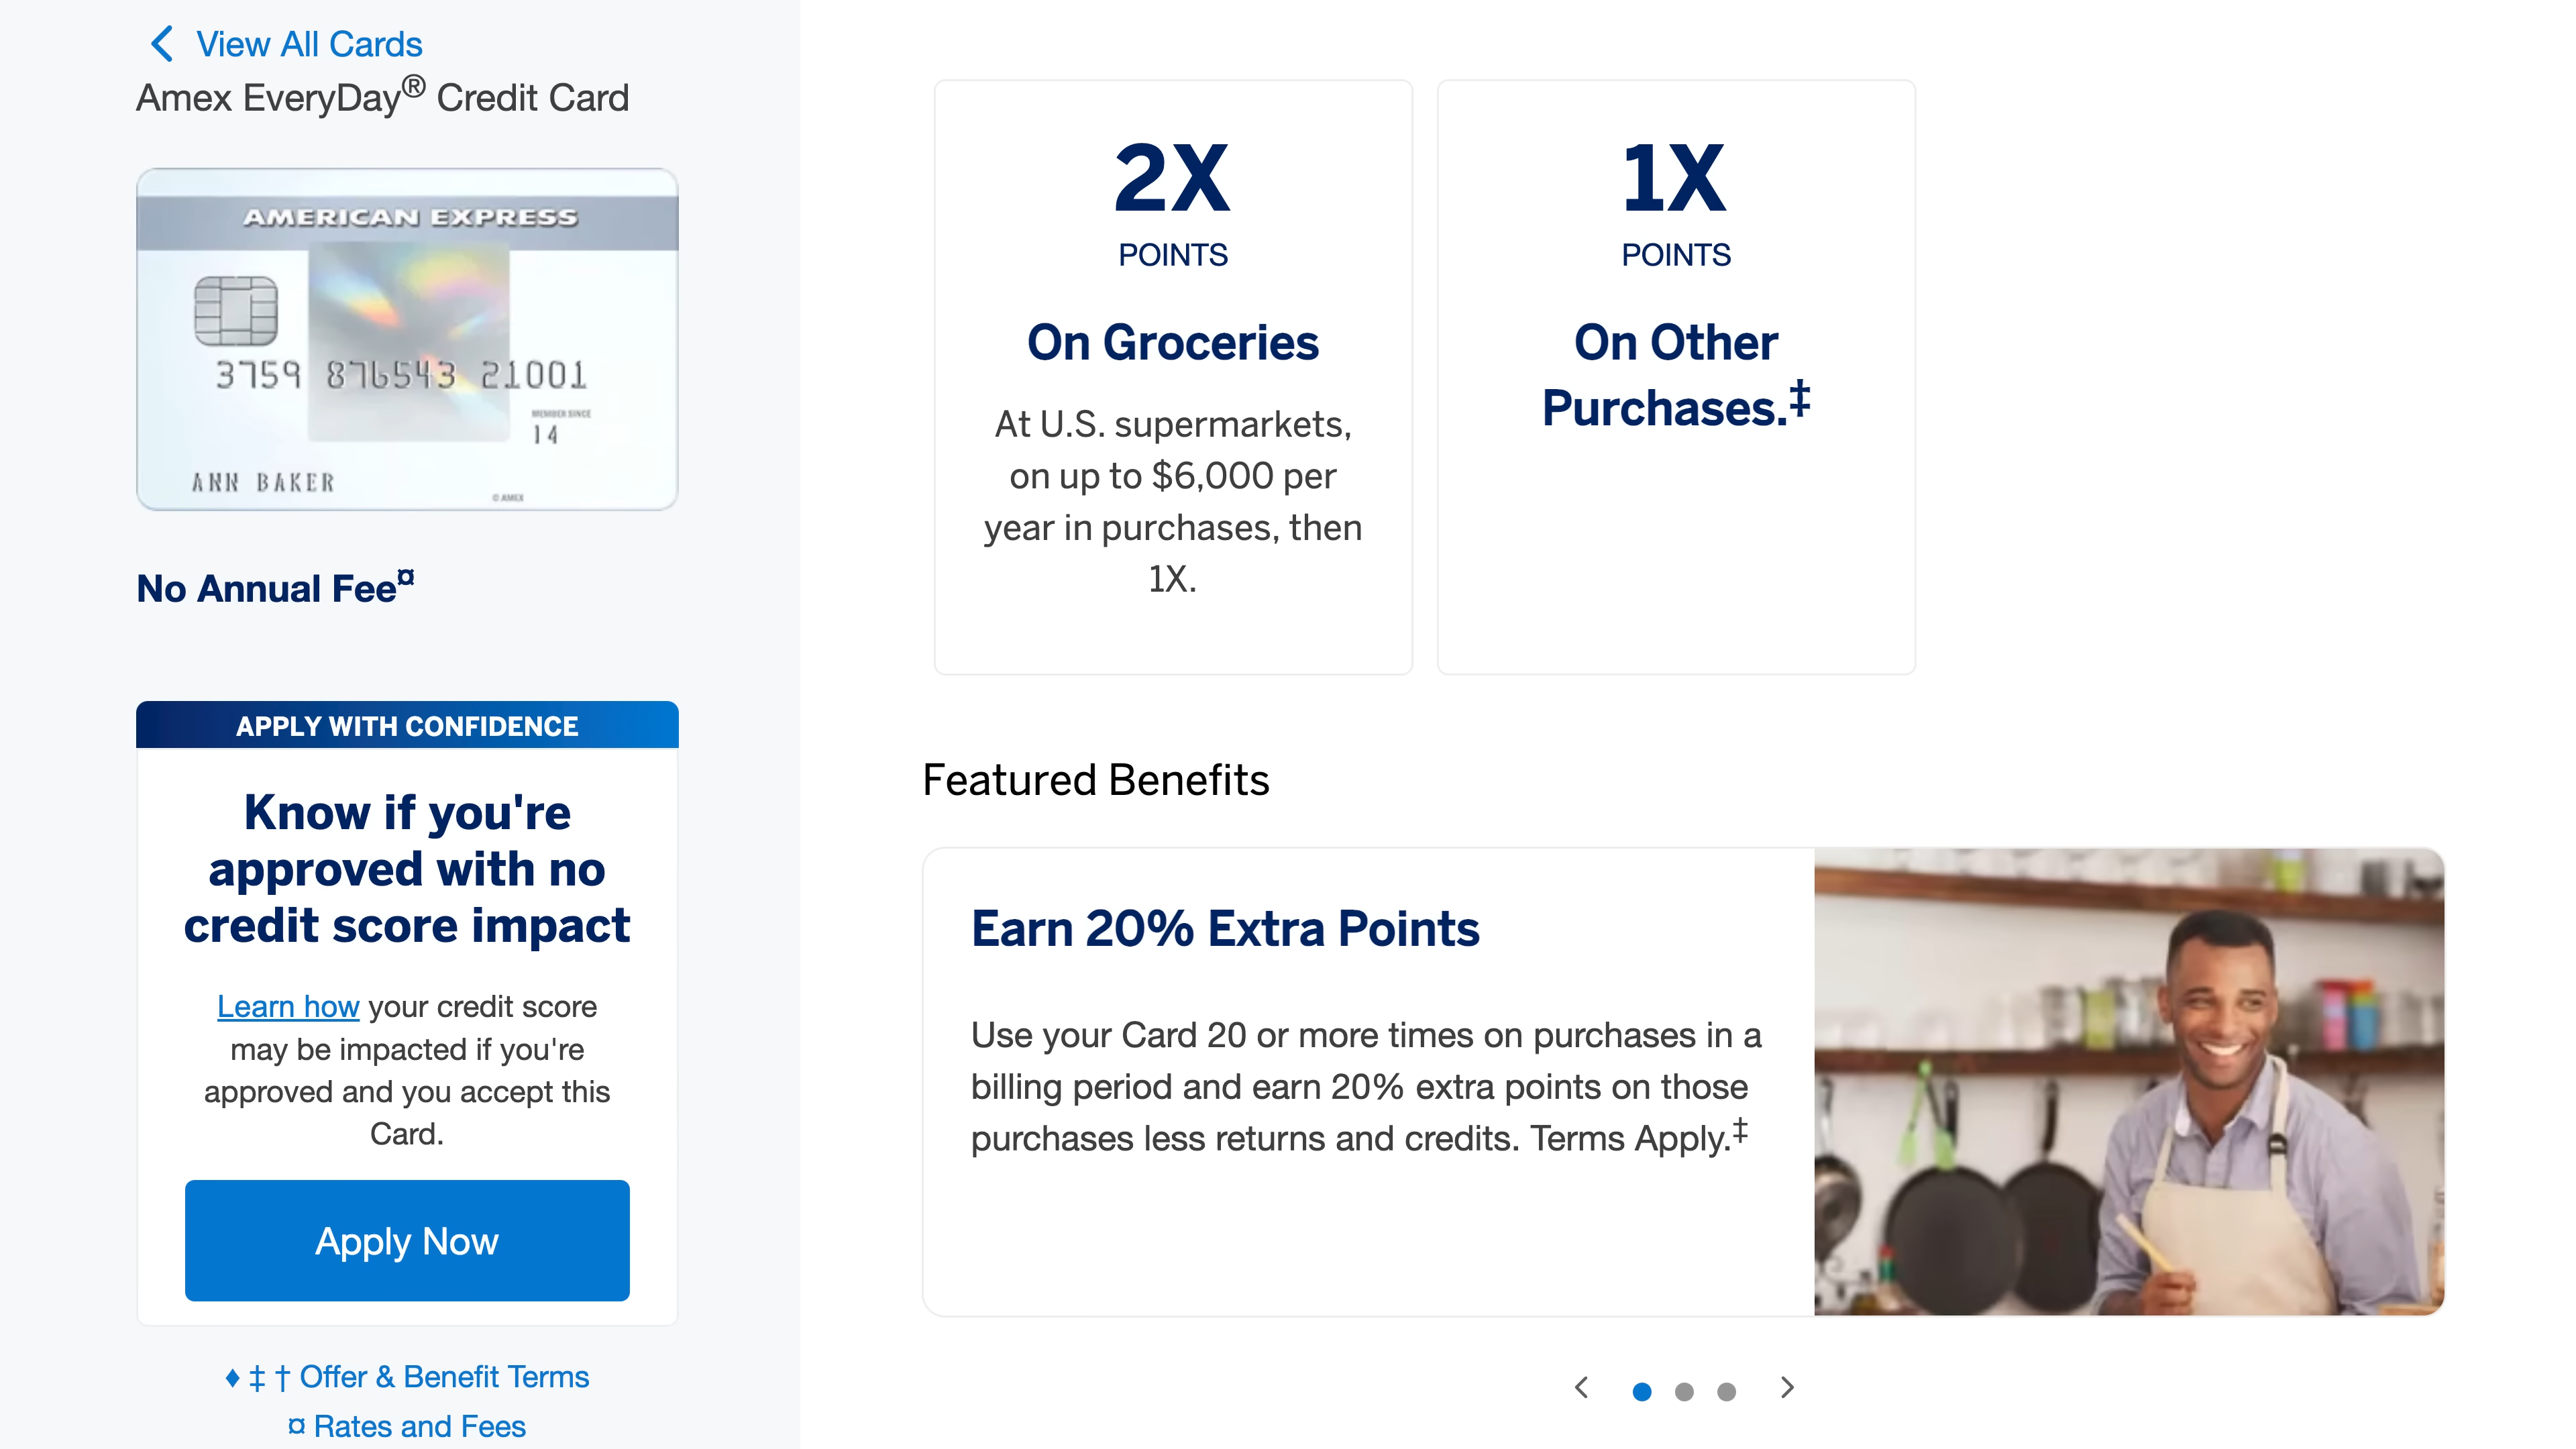 View All Cards
Amex EveryDay® Credit Card
AMERICAN EXPRESS
3759 876543 21001
MEMBER SINCE
14
ANN BAKER
© AMEX
No Annual Fee¤
APPLY WITH CONFIDENCE
Know if you're
approved with no
credit score impact
Learn how your credit score
may be impacted if you're
approved and you accept this
Card.
Apply Now
♦ ‡ † Offer & Benefit Terms
¤ Rates and Fees
2X
POINTS
On Groceries
At U.S. supermarkets,
on up to $6,000 per
year in purchases, then
1X.
1X
POINTS
On Other
Purchases.‡
Featured Benefits
Earn 20% Extra Points
Use your Card 20 or more times on purchases in a
billing period and earn 20% extra points on those
purchases less returns and credits. Terms Apply.‡